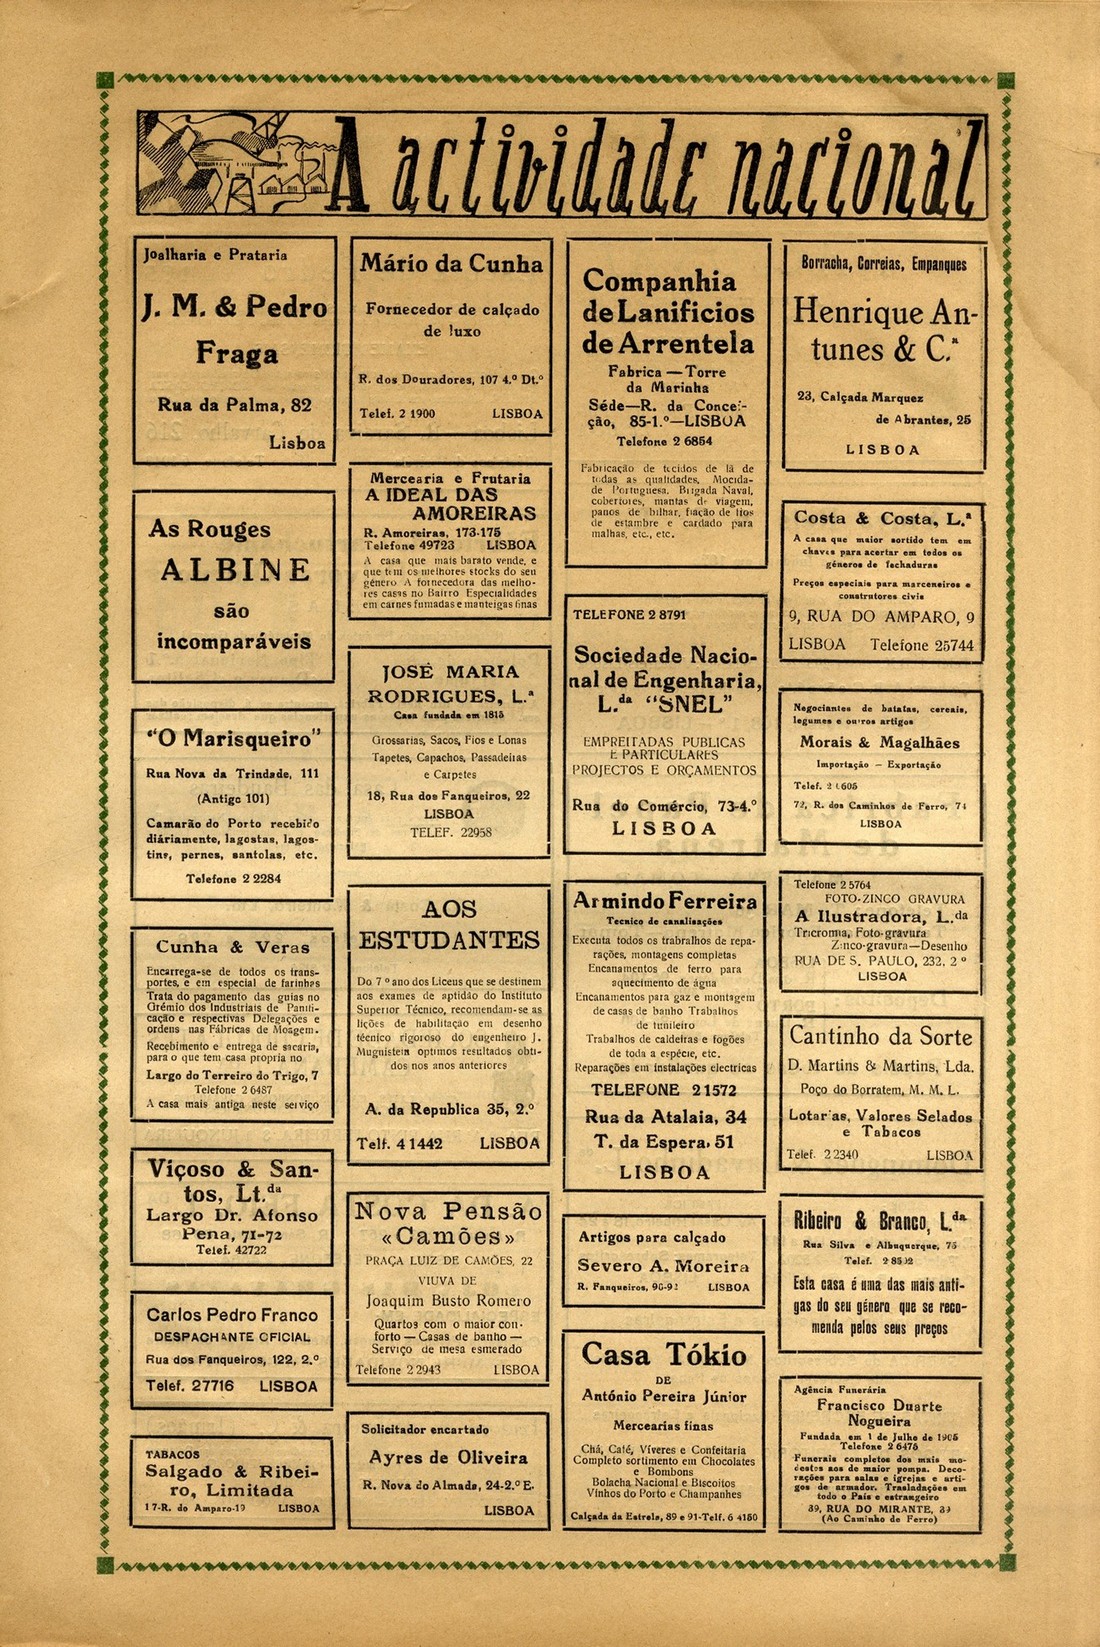 A actividade nacional
Joalharia e Prataria
J. M. & Pedro
Fraga
Rua da Palma, 82
Lisboa
As Rouges
ALBINE
são
incomparáveis
"O Marisqueiro"
Rua Nova da Trindade, 111
(Antigo 101)
Camarão do Porto recebido
diáriamente, lagostas, lagos-
tins, pernes, santolas, etc.
Telefone 2 2284
Cunha & Veras
Encarrega-se de todos os trans-
portes, e em especial de farinhas
Trata do pagamento das guias no
Grémio dos Industriais de Panifi-
cação e respectivas Delegações e
ordens nas Fábricas de Moagem.
Recebimento e entrega de sacaria,
para o que tem casa propria no
Largo do Terreiro do Trigo, 7
Telefone 2 6487
A casa mais antiga neste serviço
Viçoso & San-
tos, Lt.da
Largo Dr. Afonso
Pena, 71-72
Telef. 42722
Carlos Pedro Franco
DESPACHANTE OFICIAL
Rua dos Fanqueiros, 122, 2.º
Telef. 27716 LISBOA
TABACOS
Salgado & Ribei-
ro, Limitada
17-R. do Amparo-19 LISBOA
Mário da Cunha
Fornecedor de calçado
de luxo
R. dos Douradores, 107 4.º Dt.º
Telef. 2 1900 LISBOA
Mercearia e Frutaria
A IDEAL DAS
AMOREIRAS
R. Amoreiras, 173-175
Telefone 49723 LISBOA
A casa que mais barato vende, e
que tem os melhores stocks do seu
género A fornecedora das melho-
res casas no Bairro Especialidades
em carnes fumadas e manteigas finas
JOSÉ MARIA
RODRIGUES, L.ª
Casa fundada em 1815
Grossarias, Sacos, Fios e Lonas
Tapetes, Capachos, Passadeiras
e Carpetes
18, Rua dos Fanqueiros, 22
LISBOA
TELEF. 22958
AOS
ESTUDANTES
Do 7º ano dos Liceus que se destinem
aos exames de aptidão do Instituto
Superior Técnico, recomendam-se as
lições de habilitação em desenho
técnico rigoroso do engenheiro J.
Mugnistein optimos resultados obti-
dos nos anos anteriores
A. da Republica 35, 2.º
Telf. 4 1442 LISBOA
Nova Pensão
«Camões»
PRAÇA LUIZ DE CAMÕES, 22
VIUVA DE
Joaquim Busto Romero
Quartos com o maior con-
forto — Casas de banho —
Serviço de mesa esmerado
Telefone 2 2943 LISBOA
Solicitador encartado
Ayres de Oliveira
R. Nova do Almada, 24-2.º E.
LISBOA
Companhia
de Lanificios
de Arrentela
Fabrica — Torre
da Marinha
Séde—R. da Concei-
ção, 85-1.º—LISBOA
Telefone 2 6854
Fabricação de tecidos de lã de
todas as qualidades, Mocida-
de Portuguesa, Brigada Naval,
cobertores, mantas de viagem,
panos de bilhar, fiação de fios
de estambre e cardado para
malhas, etc., etc.
TELEFONE 2 8791
Sociedade Nacio-
nal de Engenharia,
L.da "SNEL"
EMPREITADAS PUBLICAS
E PARTICULARES
PROJECTOS E ORÇAMENTOS
Rua do Comércio, 73-4.º
LISBOA
Armindo Ferreira
Tecnico de canalisações
Executa todos os trabralhos de repa-
rações, montagens completas
Encanamentos de ferro para
aquecimento de água
Encanamentos para gaz e montagem
de casas de banho Trabalhos
de funileiro
Trabalhos de caldeiras e fogões
de toda a espécie, etc.
Reparações em instalações electricas
TELEFONE 2 1572
Rua da Atalaia, 34
T. da Espera, 51
LISBOA
Artigos para calçado
Severo A. Moreira
R. Fanqueiros, LISBOA
Casa Tókio
DE
António Pereira Júnior
Mercearias finas
Chá, Café, Víveres e Confeitaria
Completo sortimento em Chocolates
e Bombons
Bolacha Nacional e Biscoitos
Vinhos do Porto e Champanhes
Calçada da Estrela, 89 e 91-Telf. 6 4150
Borracha, Correias, Empanques
Henrique An-
tunes & C.ª
23, Calçada Marquez
de Abrantes, 25
LISBOA
Costa & Costa, L.ª
A casa que maior sortido tem em
chaves para acertar em todos os
géneros de fechaduras
Preços especiais para marceneiros e
construtores civis
9, RUA DO AMPARO, 9
LISBOA Telefone 25744
Negociantes de batatas, cereais,
legumes e outros artigos
Morais & Magalhães
Importação — Exportação
Telef.
72, R. dos Caminhos de Ferro, 74
LISBOA
Telefone 2 5764
FOTO-ZINCO GRAVURA
A Ilustradora, L.da
Tricromia, Foto-gravura
Zinco-gravura—Desenho
RUA DE S. PAULO, 232, 2º
LISBOA
Cantinho da Sorte
D. Martins & Martins, Lda.
Poço do Borratem, M. M. L.
Lotarias, Valores Selados
e Tabacos
Telef. 2 2340 LISBOA
Ribeiro & Branco, L.da
Rua Silva e Albuquerque, 75
Telef.
Esta casa é uma das mais anti-
gas do seu género que se reco-
menda pelos seus preços
Agência Funerária
Francisco Duarte
Nogueira
Fundada em 1 de Julho de 1905
Telefone 2 6475
Funerais completos dos mais mo-
destos aos de maior pompa. Deco-
rações para salas e igrejas e arti-
gos de armador. Trasladações em
todo o País e estrangeiro
39, RUA DO MIRANTE, 39
(Ao Caminho de Ferro)